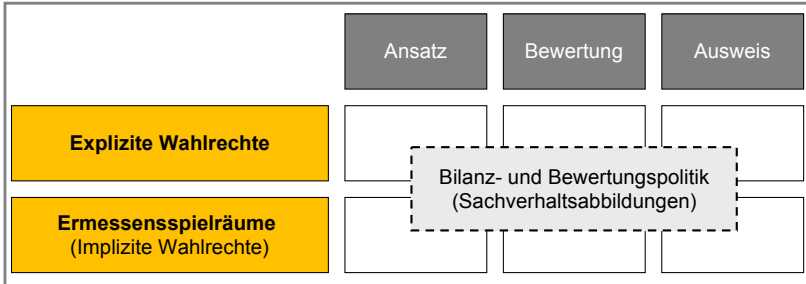 Ansatz
Bewertung
Ausweis
Explizite Wahlrechte
Bilanz- und Bewertungspolitik
(Sachverhaltsabbildungen)
Ermessensspielräume
(Implizite Wahlrechte)